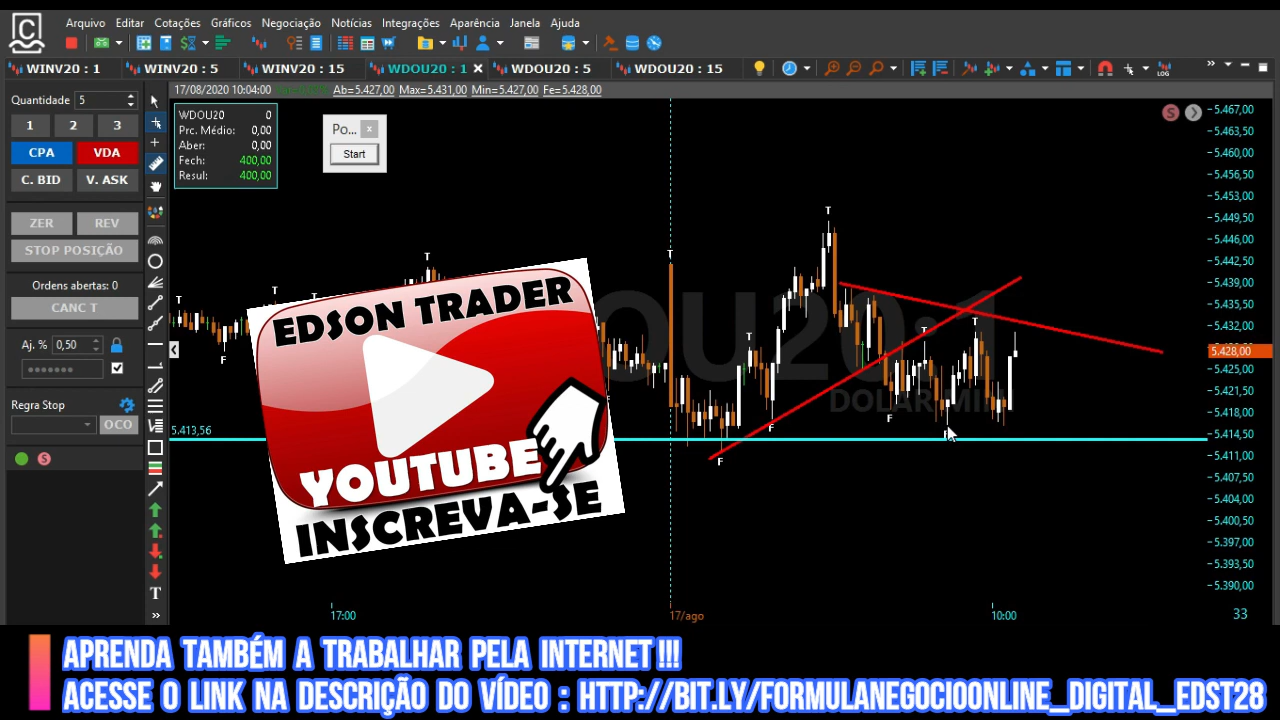 Arquivo Editar Cotações Gráficos Negociação Notícias Integrações Aparência Janela Ajuda
WINV20 : 1 WINV20 : 5 WINV20 : 15 WDOU20 : 1 WDOU20 : 5 WDOU20 : 15 LOG
Quantidade 5
17/08/2020 10:04:00 Ab=5.427,00 Max=5.431,00 Min=5.427,00 Fe=5.428,00
WDOU20 0
Prc. Médio: 0,00
Aber: 0,00
Fech: 400,00
Resul: 400,00
Po... x
Start
1 2 3
CPA VDA
C. BID V. ASK
ZER REV
STOP POSIÇÃO
Ordens abertas: 0
CANC T
Aj. % 0,50
Regra Stop
OCO
S
T
S
5.467,00
5.463,50
5.460,00
5.456,50
5.453,00
5.449,50
5.446,00
5.442,50
5.439,00
5.435,50
5.432,00
5.428,00
5.425,00
5.421,50
5.418,00
5.414,50
5.411,00
5.407,50
5.404,00
5.400,50
5.397,00
5.393,50
5.390,00
T T T T T T T T T
F F F F
5.413,56
DOLAR MINI
EDSON TRADER
YOUTUBE
INSCREVA-SE
17:00 17/ago 10:00 33
APRENDA TAMBÉM A TRABALHAR PELA INTERNET !!!
ACESSE O LINK NA DESCRIÇÃO DO VÍDEO : HTTP://BIT.LY/FORMULANEGOCIOONLINE_DIGITAL_EDST28